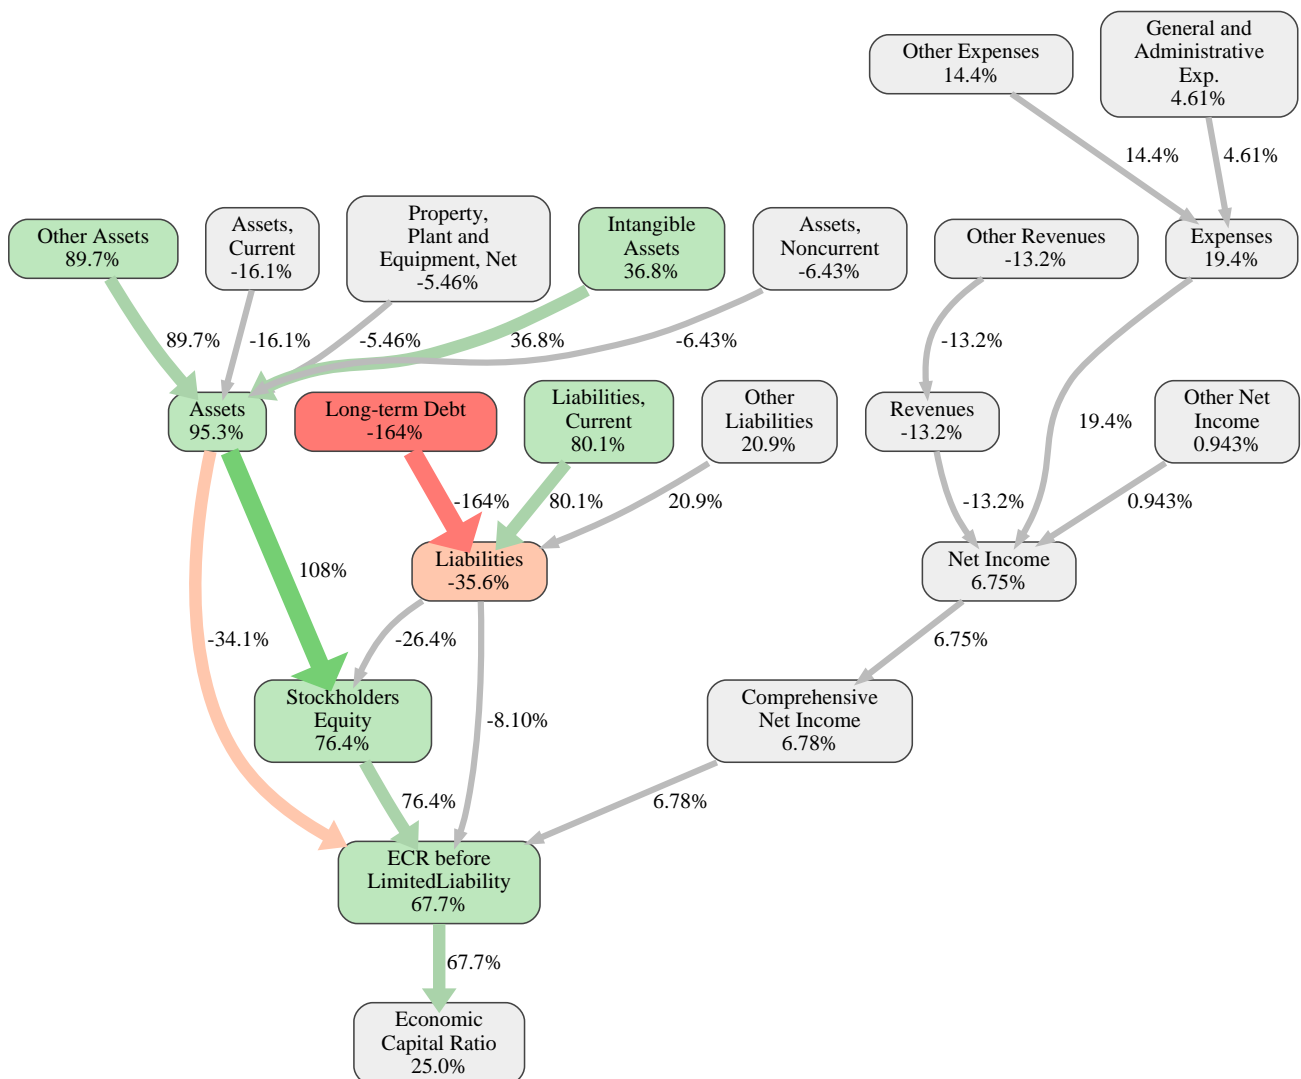 General and
Administrative
Exp.
4.61%
Other Expenses
14.4%
14.4%
4.61%
Other Assets
89.7%
Assets,
Current
-16.1%
Property,
Plant and
Equipment, Net
-5.46%
Intangible
Assets
36.8%
Assets,
Noncurrent
-6.43%
Other Revenues
-13.2%
Expenses
19.4%
89.7%
-16.1%
-5.46%
36.8%
-6.43%
-13.2%
19.4%
Assets
95.3%
Long-term Debt
-164%
Liabilities,
Current
80.1%
Other
Liabilities
20.9%
Revenues
-13.2%
Other Net
Income
0.943%
-164%
80.1%
20.9%
-13.2%
0.943%
108%
Liabilities
-35.6%
Net Income
6.75%
-34.1%
-26.4%
6.75%
Stockholders
Equity
76.4%
-8.10%
Comprehensive
Net Income
6.78%
76.4%
6.78%
ECR before
LimitedLiability
67.7%
67.7%
Economic
Capital Ratio
25.0%